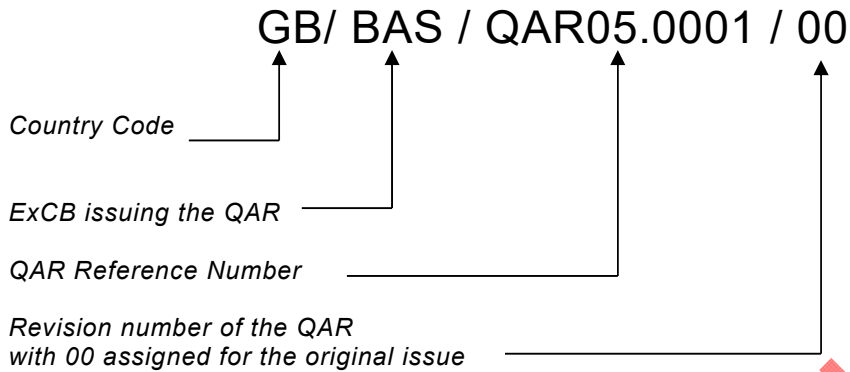 GB/ BAS / QAR05.0001 / 00
Country Code
ExCB issuing the QAR
QAR Reference Number
Revision number of the QAR
with 00 assigned for the original issue